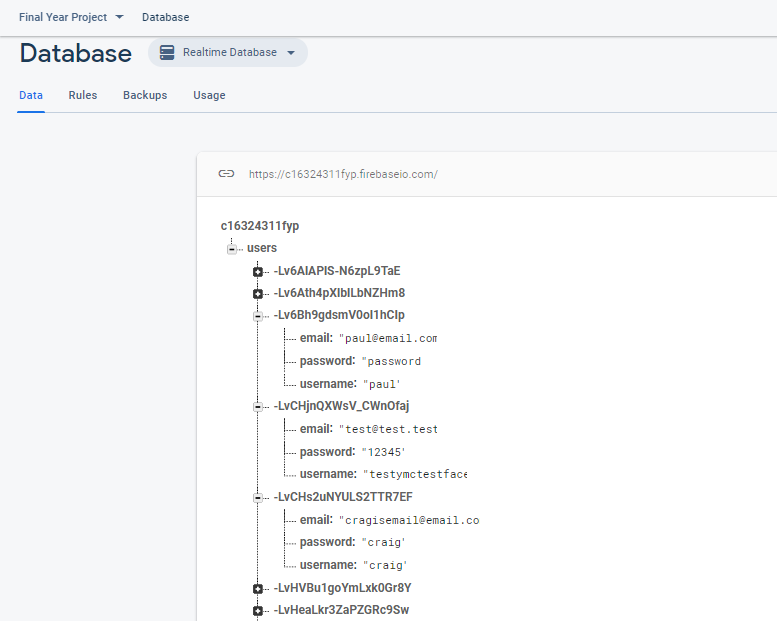 Final Year Project Database
Database Realtime Database
Data Rules Backups Usage
https://c16324311fyp.firebaseio.com/
c16324311fyp
users
-Lv6AIAPIS-N6zpL9TaE
-Lv6Ath4pXIbILbNZHm8
-Lv6Bh9gdsmV0oI1hCIp
email: "paul@email.com
password: "password
username: "paul"
-LvCHjnQXWsV_CWnOfaj
email: "test@test.test
password: "12345"
username: "testymctestface
-LvCHs2uNYULS2TTR7EF
email: "cragisemail@email.co
password: "craig"
username: "craig"
-LvHVBu1goYmLxk0Gr8Y
-LvHeaLkr3ZaPZGRc9Sw